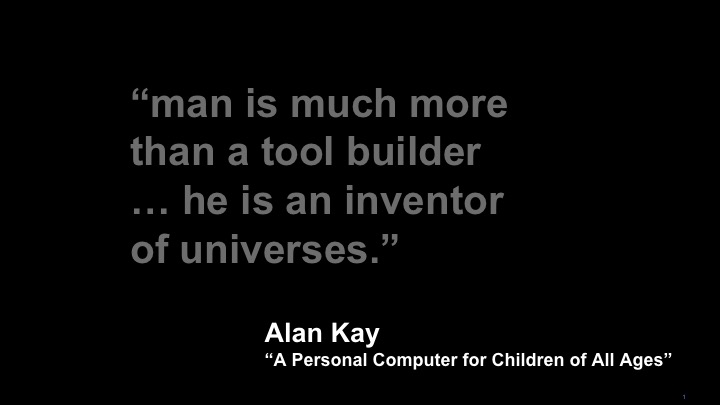 “man is much more
than a tool builder
… he is an inventor
of universes.”
Alan Kay
“A Personal Computer for Children of All Ages”
1